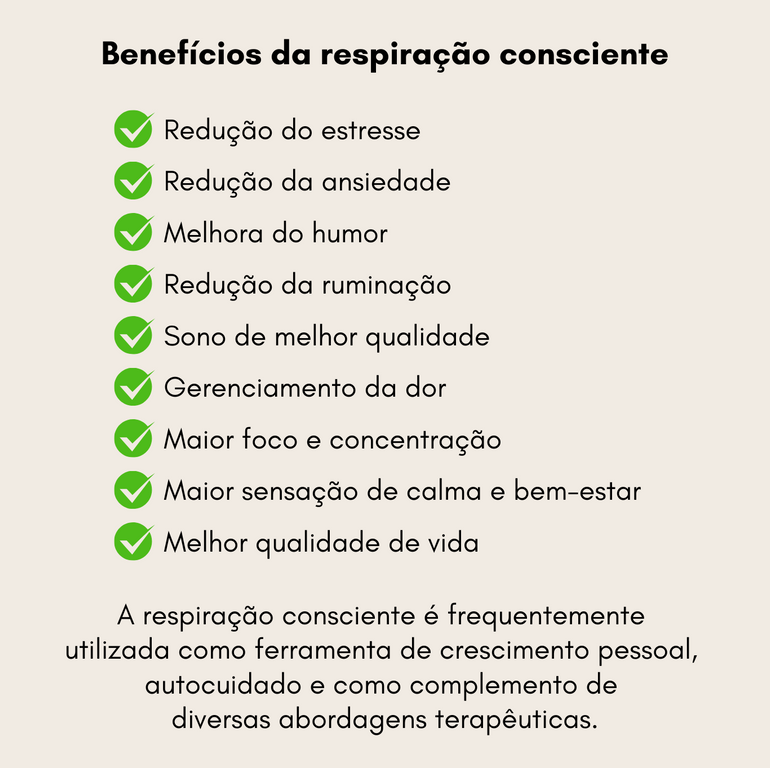 Benefícios da respiração consciente
Redução do estresse
Redução da ansiedade
Melhora do humor
Redução da ruminação
Sono de melhor qualidade
Gerenciamento da dor
Maior foco e concentração
Maior sensação de calma e bem-estar
Melhor qualidade de vida
A respiração consciente é frequentemente
utilizada como ferramenta de crescimento pessoal,
autocuidado e como complemento de
diversas abordagens terapêuticas.